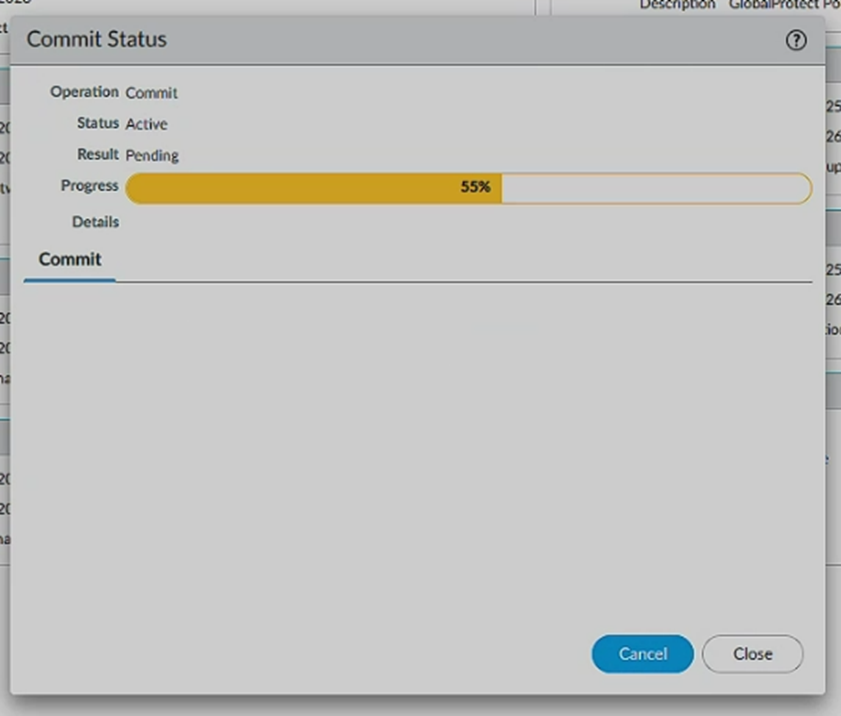 Description GlobalProtect Po
Commit Status
Operation Commit
Status Active
Result Pending
Progress 55%
Details
Commit
Cancel Close